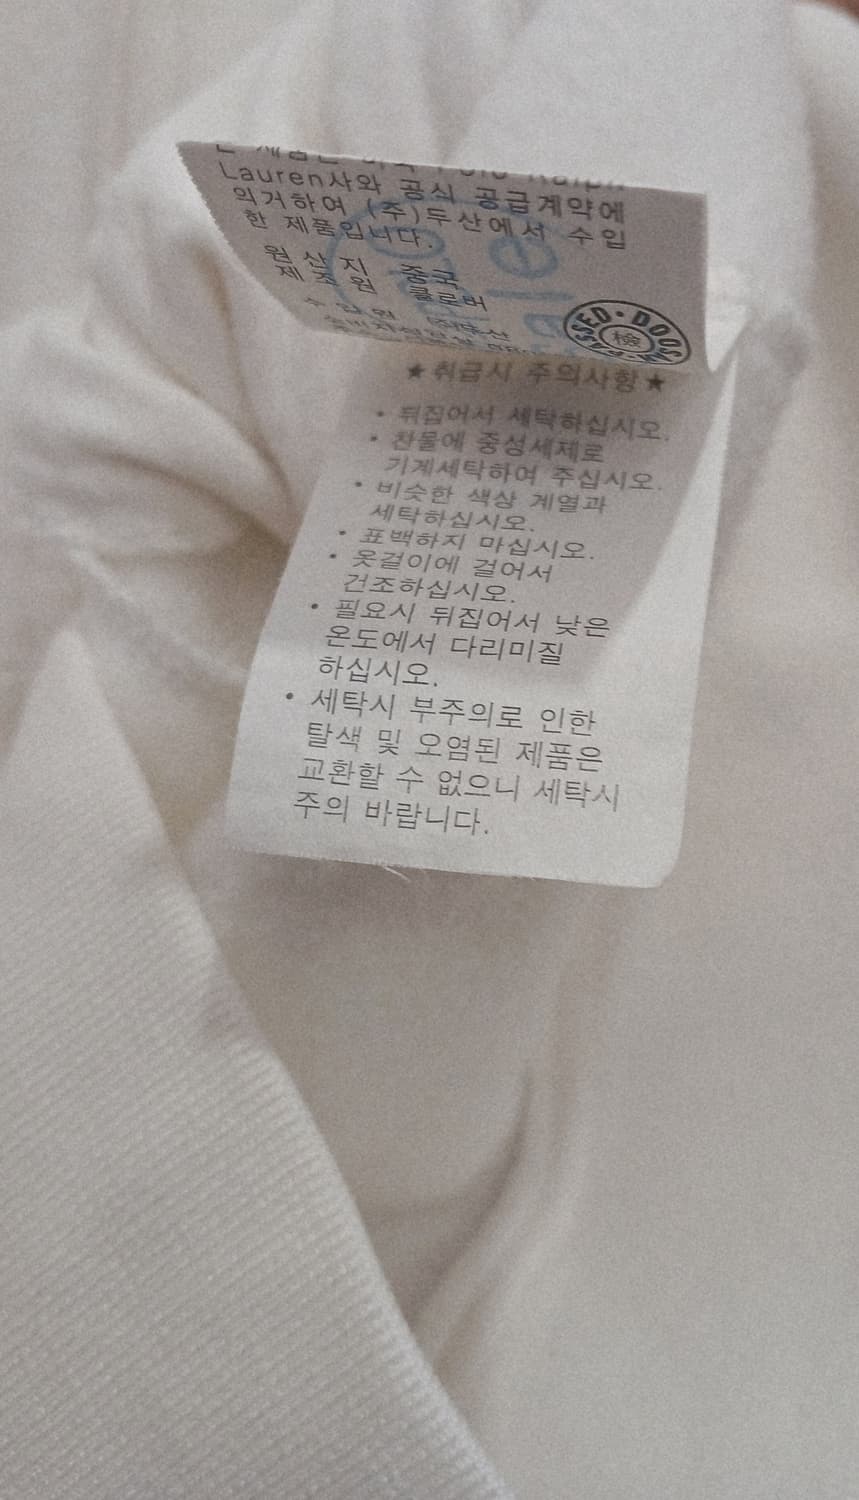 Lauren사와 공식 공급계약에
의거하여 (주)두산에서 수입
한 제품입니다.
원 산 지 중국
제 조 원 클로버
PASSED · DOOSAN
檢
★취급시 주의사항★
• 뒤집어서 세탁하십시오.
• 찬물에 중성세제로
기계세탁하여 주십시오.
• 비슷한 색상 계열과
세탁하십시오.
• 표백하지 마십시오.
• 옷걸이에 걸어서
건조하십시오.
• 필요시 뒤집어서 낮은
온도에서 다리미질
하십시오.
• 세탁시 부주의로 인한
탈색 및 오염된 제품은
교환할 수 없으니 세탁시
주의 바랍니다.